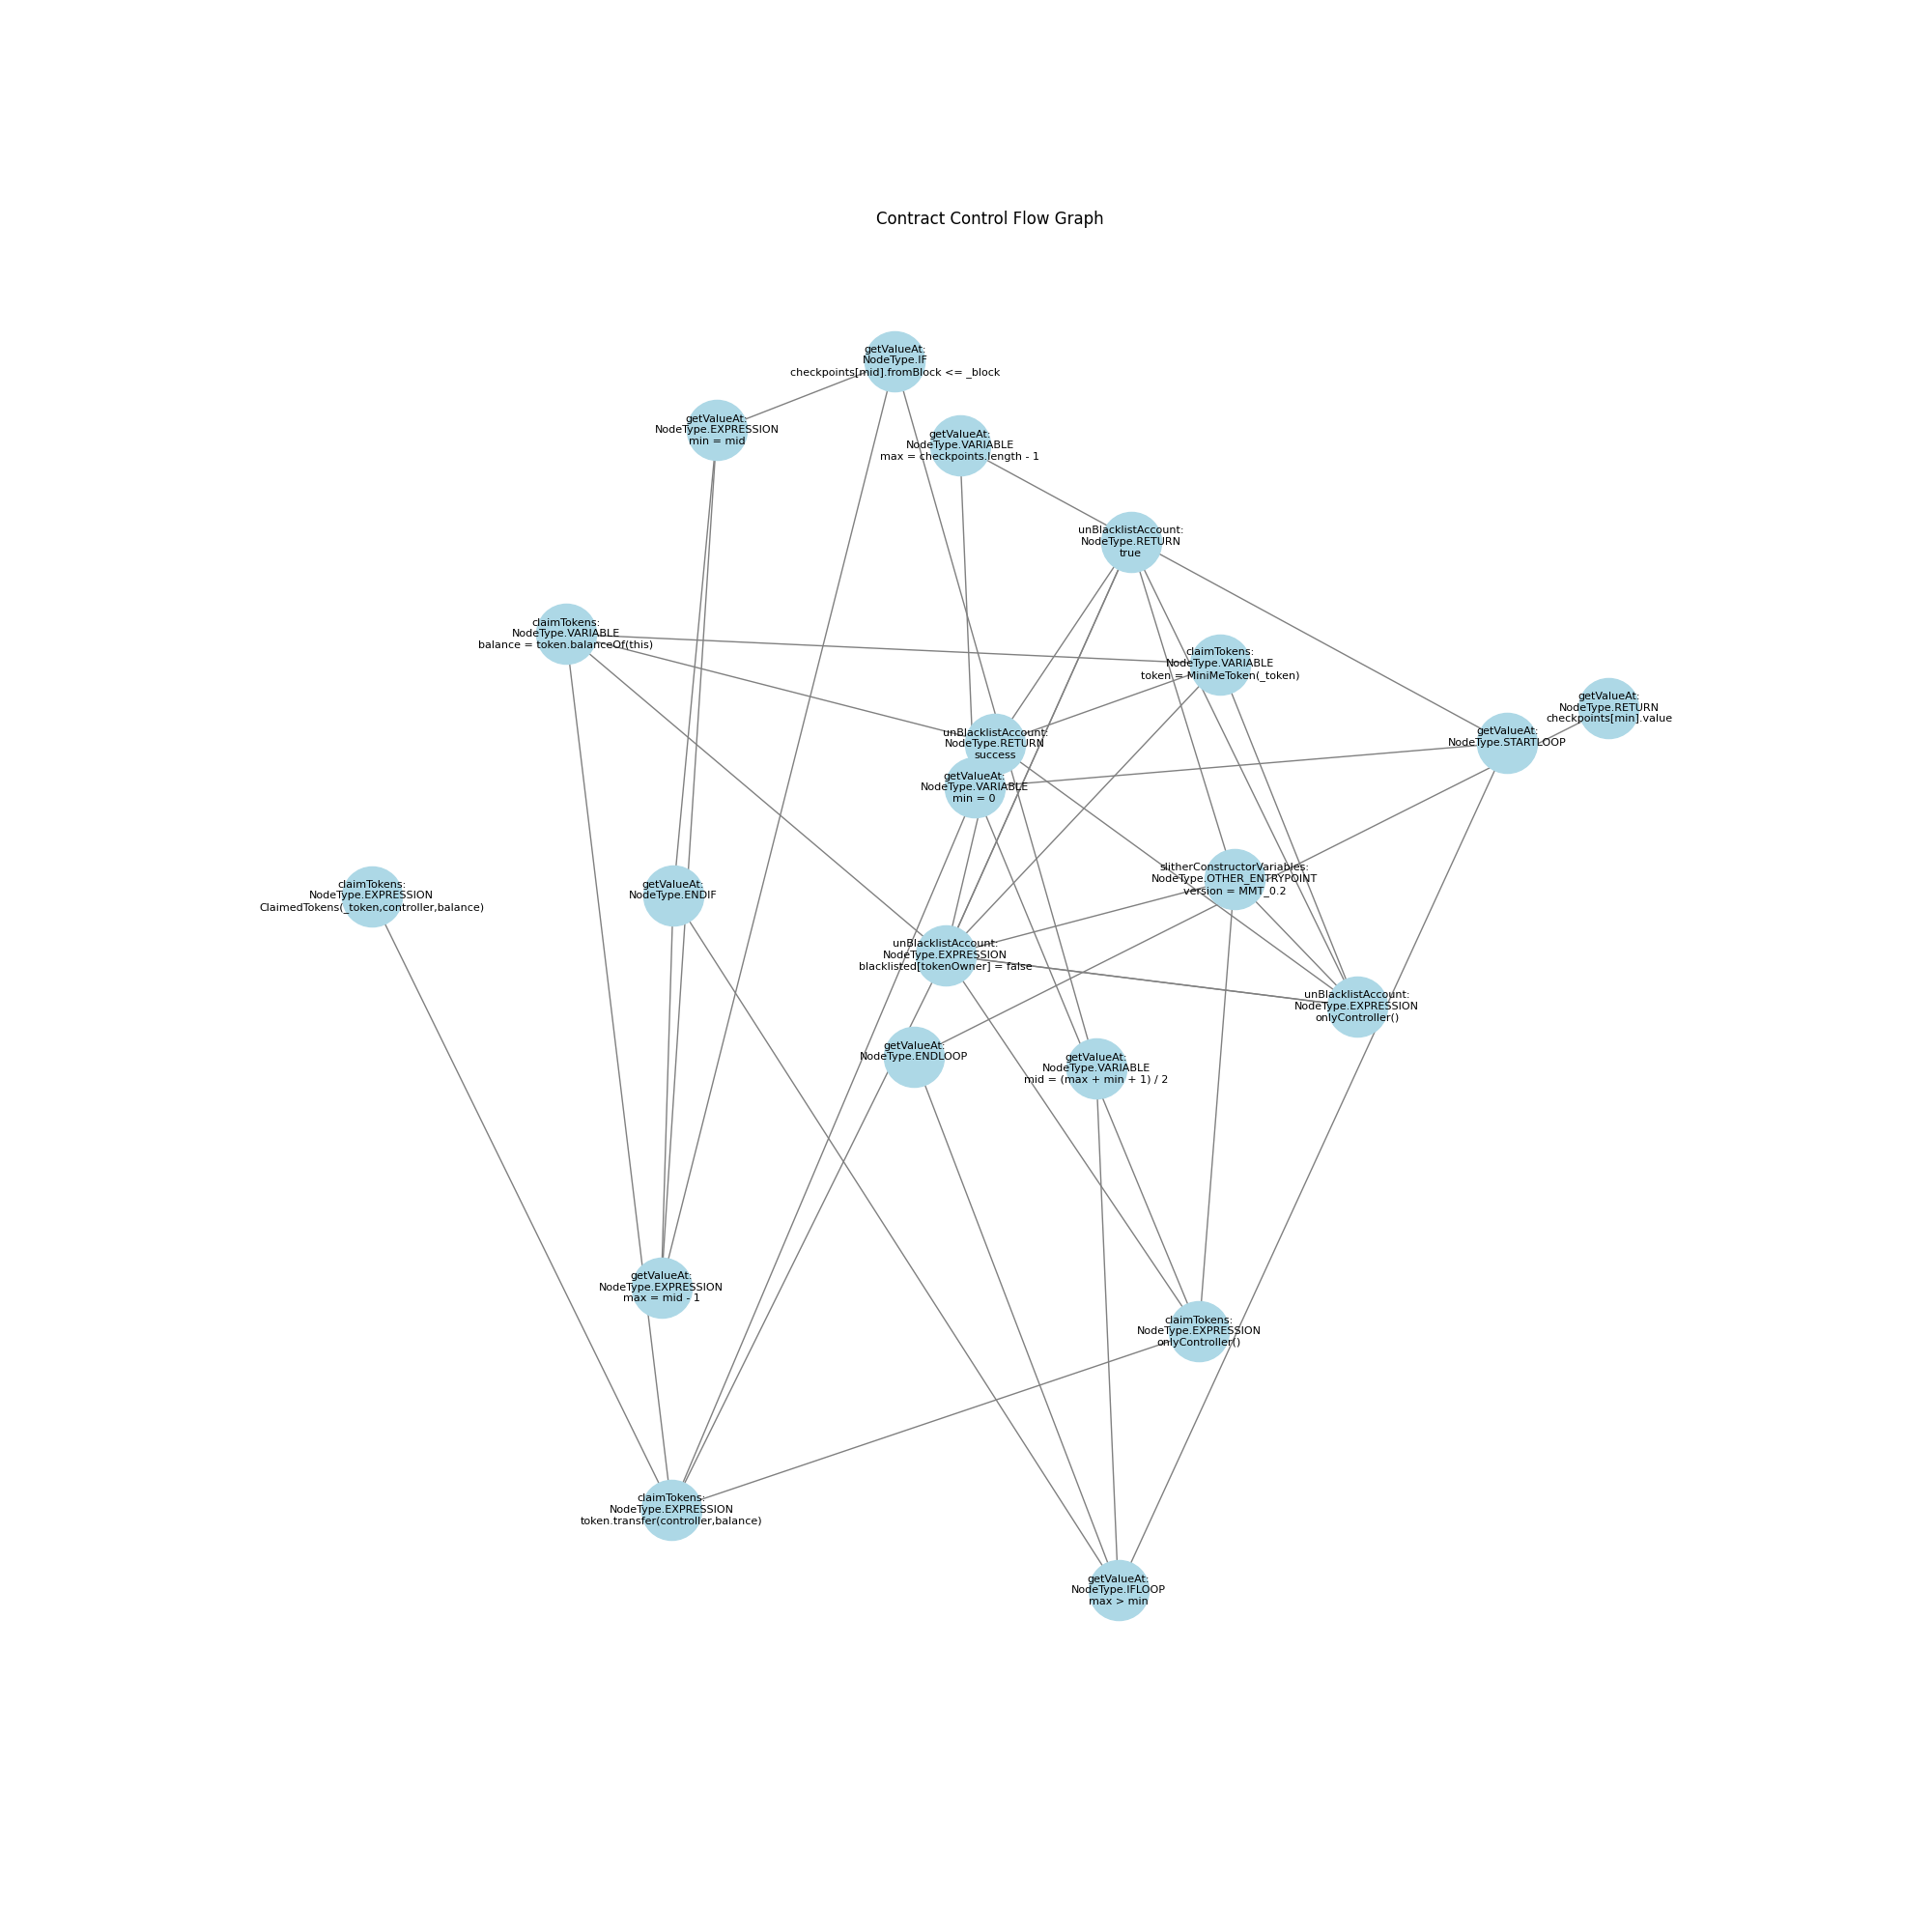 Contract Control Flow Graph
getValueAt:
NodeType.IF
checkpoints[mid].fromBlock <= _block
getValueAt:
NodeType.EXPRESSION
min = mid
getValueAt:
NodeType.VARIABLE
max = checkpoints.length - 1
unBlacklistAccount:
NodeType.RETURN
true
claimTokens:
NodeType.VARIABLE
balance = token.balanceOf(this)
claimTokens:
NodeType.VARIABLE
token = MiniMeToken(_token)
getValueAt:
NodeType.RETURN
checkpoints[min].value
getValueAt:
NodeType.STARTLOOP
unBlacklistAccount:
NodeType.RETURN
success
getValueAt:
NodeType.VARIABLE
min = 0
slitherConstructorVariables:
NodeType.OTHER_ENTRYPOINT
version = MMT_0.2
claimTokens:
NodeType.EXPRESSION
ClaimedTokens(_token,controller,balance)
getValueAt:
NodeType.ENDIF
unBlacklistAccount:
NodeType.EXPRESSION
blacklisted[tokenOwner] = false
unBlacklistAccount:
NodeType.EXPRESSION
onlyController()
getValueAt:
NodeType.ENDLOOP
getValueAt:
NodeType.VARIABLE
mid = (max + min + 1) / 2
getValueAt:
NodeType.EXPRESSION
max = mid - 1
claimTokens:
NodeType.EXPRESSION
onlyController()
claimTokens:
NodeType.EXPRESSION
token.transfer(controller,balance)
getValueAt:
NodeType.IFLOOP
max > min